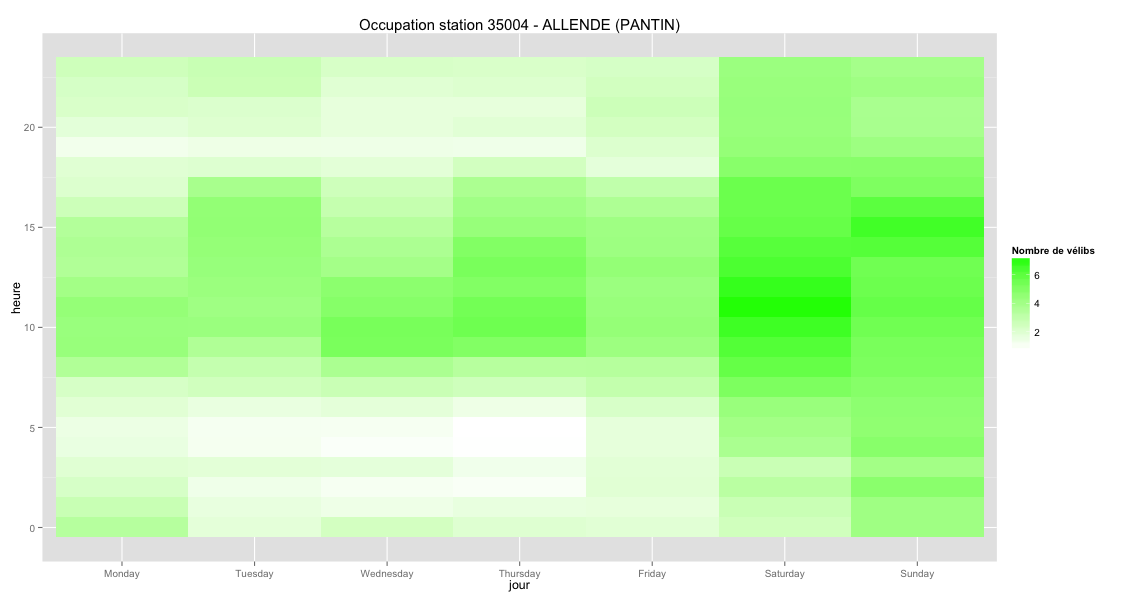 Occupation station 35004 - ALLENDE (PANTIN)
heure
20
15
10
5
0
Monday Tuesday Wednesday Thursday Friday Saturday Sunday
jour
Nombre de vélibs
6
4
2